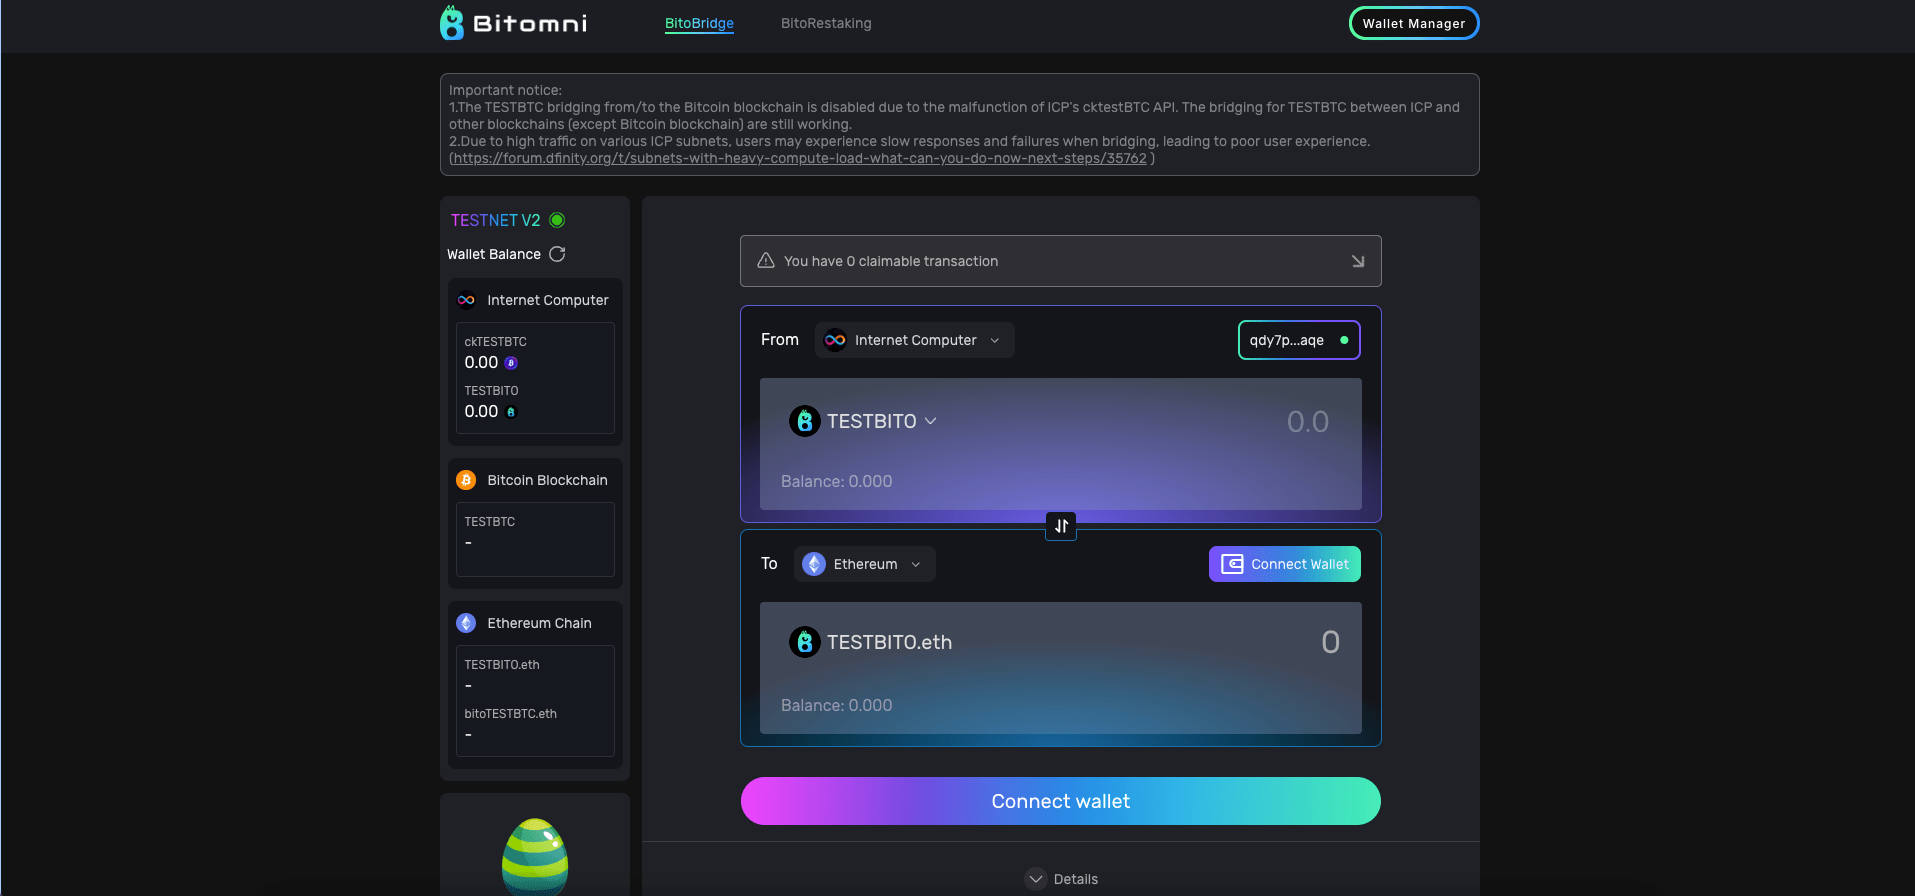 Bitomni
BitoBridge
BitoRestaking
Wallet Manager
Important notice:
1.The TESTBTC bridging from/to the Bitcoin blockchain is disabled due to the malfunction of ICP's cktestBTC API. The bridging for TESTBTC between ICP and
other blockchains (except Bitcoin blockchain) are still working.
2.Due to high traffic on various ICP subnets, users may experience slow responses and failures when bridging, leading to poor user experience.
(https://forum.dfinity.org/t/subnets-with-heavy-compute-load-what-can-you-do-now-next-steps/35762 )
TESTNET V2
Wallet Balance
Internet Computer
ckTESTBTC
0.00
TESTBITO
0.00
Bitcoin Blockchain
TESTBTC
-
Ethereum Chain
TESTBITO.eth
-
bitoTESTBTC.eth
-
You have 0 claimable transaction
From
Internet Computer
qdy7p...aqe
TESTBITO
0.0
Balance: 0.000
To
Ethereum
Connect Wallet
TESTBITO.eth
0
Balance: 0.000
Connect wallet
Details